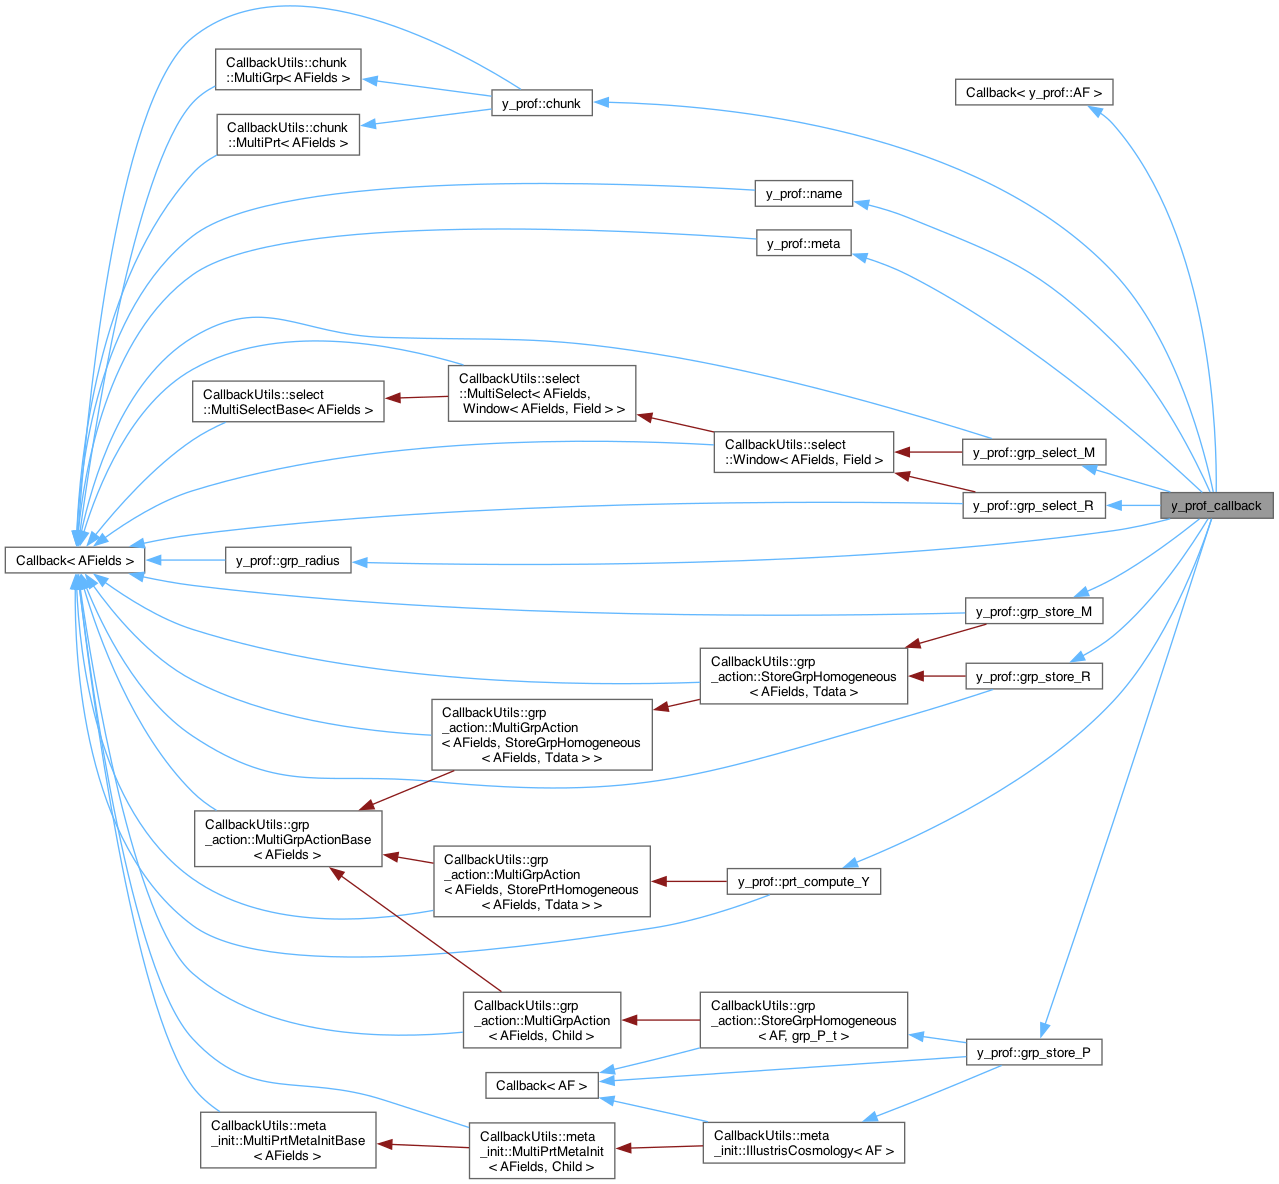 CallbackUtils::chunk
::MultiGrp< AFields >
Callback< y_prof::AF >
y_prof::chunk
CallbackUtils::chunk
::MultiPrt< AFields >
y_prof::name
y_prof::meta
CallbackUtils::select
::MultiSelectBase< AFields >
CallbackUtils::select
::MultiSelect< AFields,
Window< AFields, Field > >
CallbackUtils::select
::Window< AFields, Field >
y_prof::grp_select_M
y_prof::grp_select_R
y_prof_callback
Callback< AFields >
y_prof::grp_radius
y_prof::grp_store_M
CallbackUtils::grp
_action::StoreGrpHomogeneous
< AFields, Tdata >
y_prof::grp_store_R
CallbackUtils::grp
_action::MultiGrpAction
< AFields, StoreGrpHomogeneous
< AFields, Tdata > >
CallbackUtils::grp
_action::MultiGrpActionBase
< AFields >
CallbackUtils::grp
_action::MultiGrpAction
< AFields, StorePrtHomogeneous
< AFields, Tdata > >
y_prof::prt_compute_Y
CallbackUtils::grp
_action::MultiGrpAction
< AFields, Child >
CallbackUtils::grp
_action::StoreGrpHomogeneous
< AF, grp_P_t >
y_prof::grp_store_P
Callback< AF >
CallbackUtils::meta
_init::MultiPrtMetaInitBase
< AFields >
CallbackUtils::meta
_init::MultiPrtMetaInit
< AFields, Child >
CallbackUtils::meta
_init::IllustrisCosmology< AF >